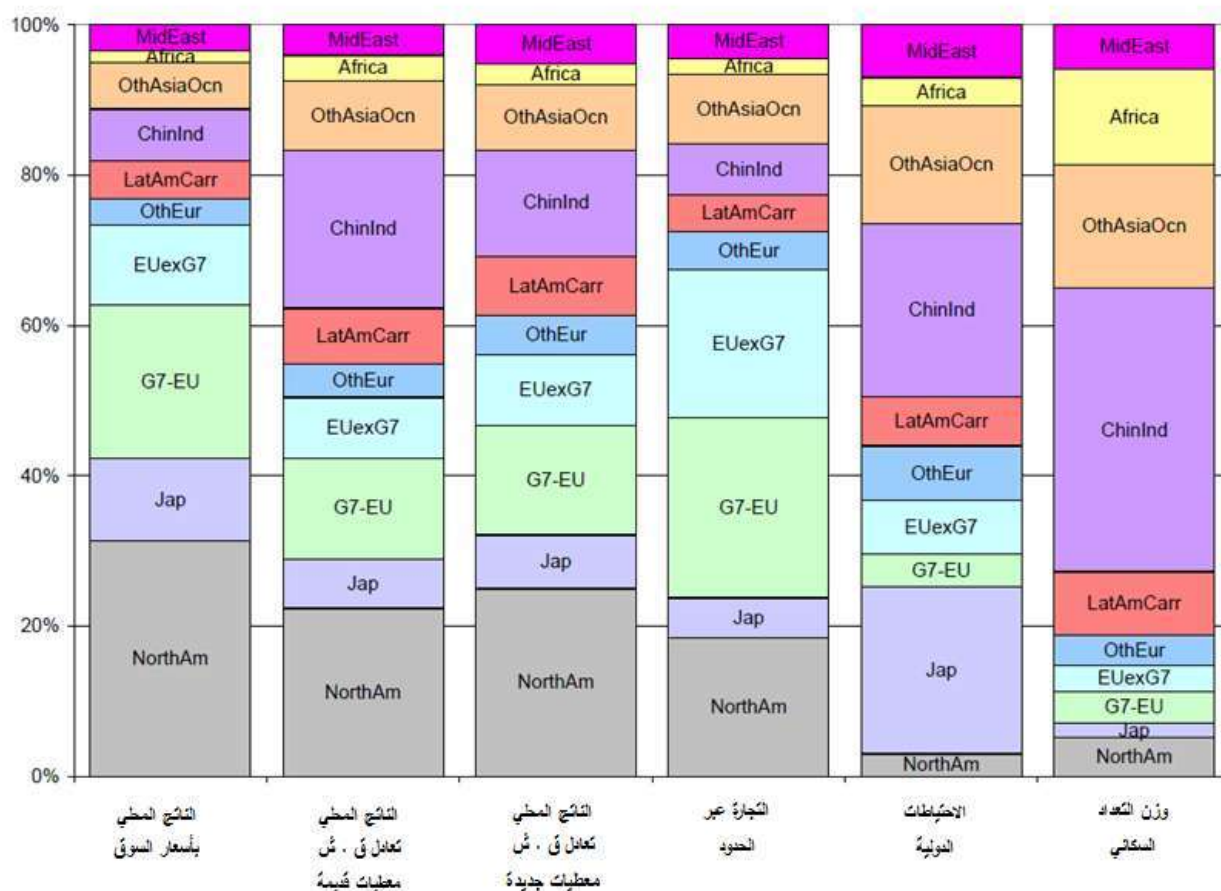 100%
80%
60%
40%
20%
0%
MidEast
Africa
OthAsiaOcn
ChinInd
LatAmCarr
OthEur
EUexG7
G7-EU
Jap
NorthAm
MidEast
Africa
OthAsiaOcn
ChinInd
LatAmCarr
OthEur
EUexG7
G7-EU
Jap
NorthAm
MidEast
Africa
OthAsiaOcn
ChinInd
LatAmCarr
OthEur
EUexG7
G7-EU
Jap
NorthAm
MidEast
Africa
OthAsiaOcn
ChinInd
LatAmCarr
OthEur
EUexG7
G7-EU
Jap
NorthAm
MidEast
Africa
OthAsiaOcn
ChinInd
LatAmCarr
OthEur
EUexG7
G7-EU
Jap
NorthAm
MidEast
Africa
OthAsiaOcn
ChinInd
LatAmCarr
OthEur
EUexG7
G7-EU
Jap
NorthAm
الناتج المحلي
بأسعار السوق
الناتج المحلي
تعادل ق . ش
معطيات قديمة
الناتج المحلي
تعادل ق . ش
معطيات جديدة
التجارة عبر
الحدود
الاحتياطات
الدولية
وزن التعداد
السكاني